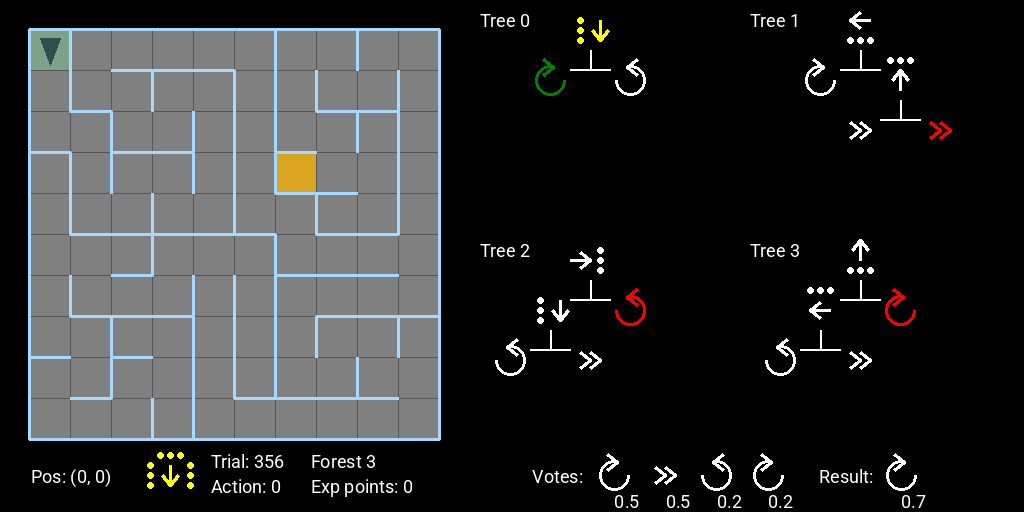 Tree 0
Tree 1
Tree 2
Tree 3
Pos: (0, 0)
Trial: 356
Forest 3
Action: 0
Exp points: 0
Votes:
0.5
0.5
0.2
0.2
Result:
0.7